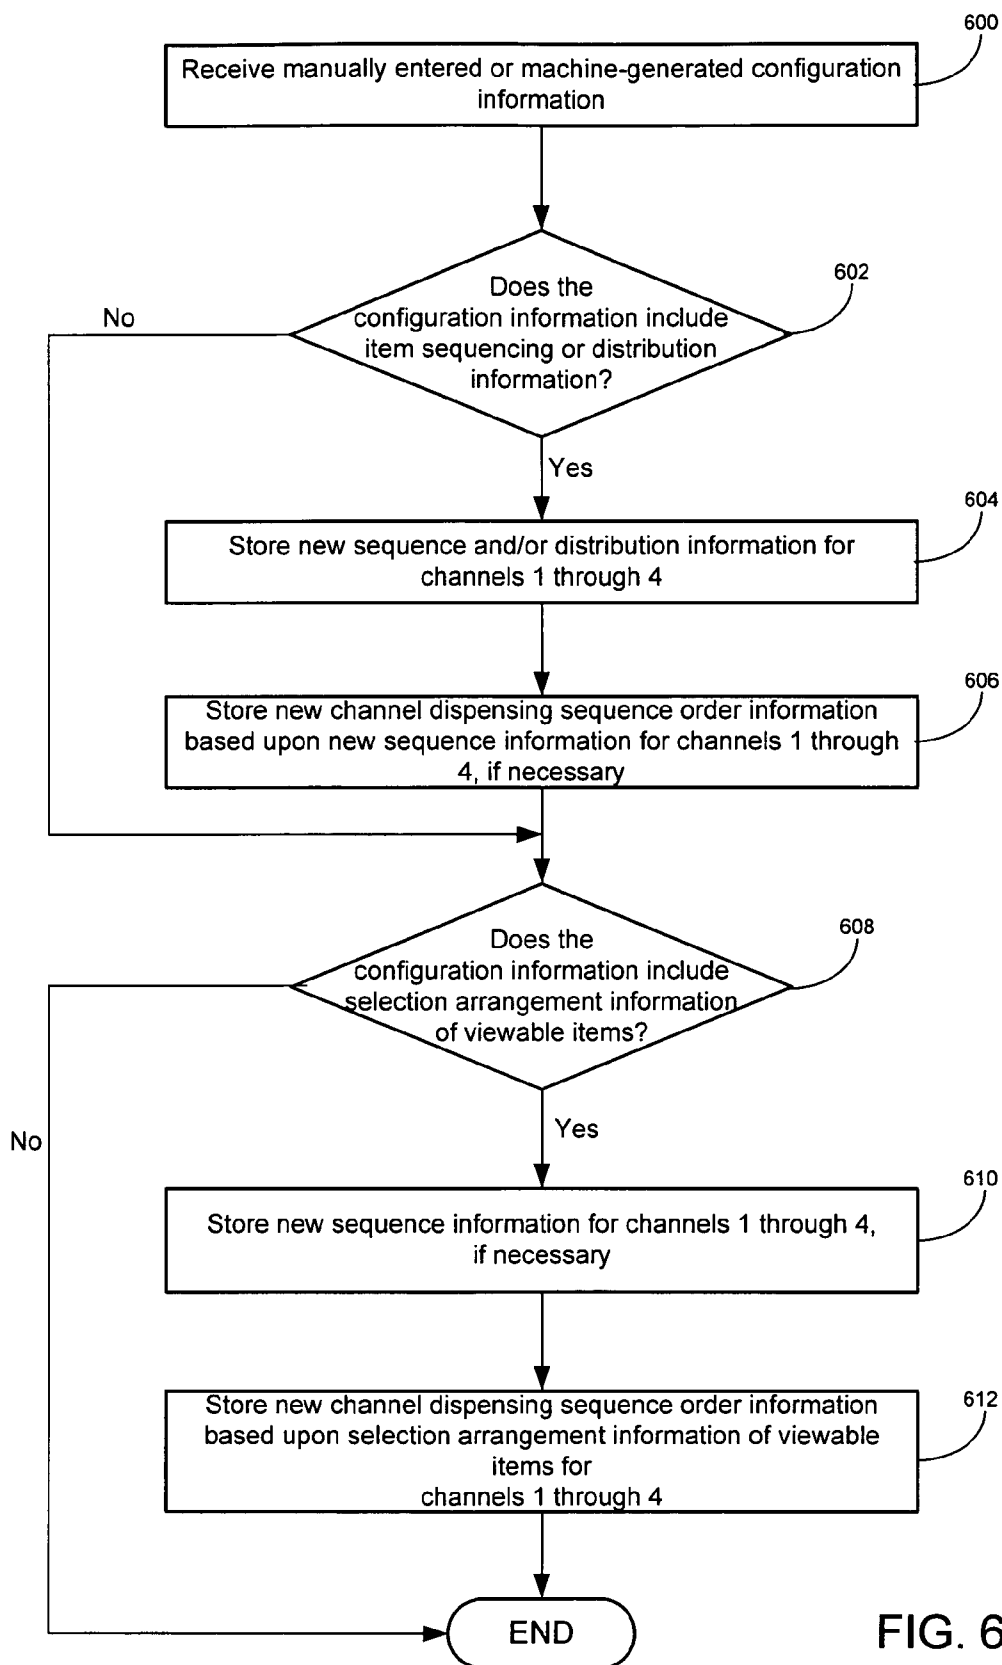 600
Receive manually entered or machine-generated configuration
information
602
Does the
configuration information include
item sequencing or distribution
information?
No
Yes
604
Store new sequence and/or distribution information for
channels 1 through 4
606
Store new channel dispensing sequence order information
based upon new sequence information for channels 1 through
4, if necessary
608
Does the
configuration information include
selection arrangement information
of viewable items?
No
Yes
610
Store new sequence information for channels 1 through 4,
if necessary
612
Store new channel dispensing sequence order information
based upon selection arrangement information of viewable
items for
channels 1 through 4
END
FIG. 6